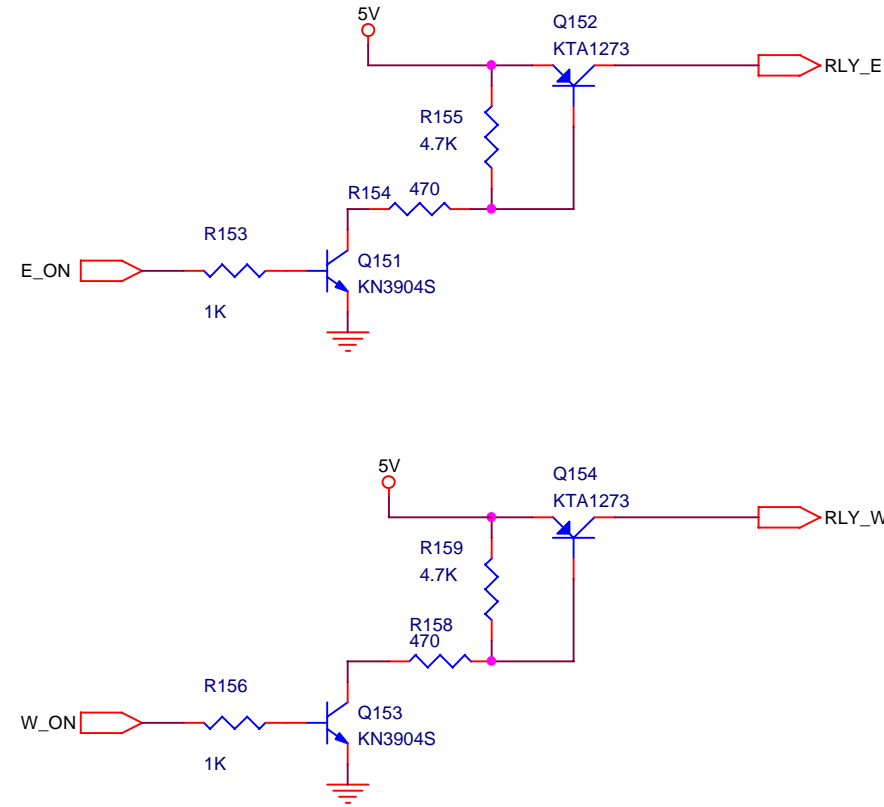 5V
Q152
KTA1273
RLY_E
R155
4.7K
R154 470
R153
E_ON
Q151
KN3904S
1K
5V
Q154
KTA1273
RLY_W
R159
4.7K
R158
470
R156
W_ON
Q153
KN3904S
1K